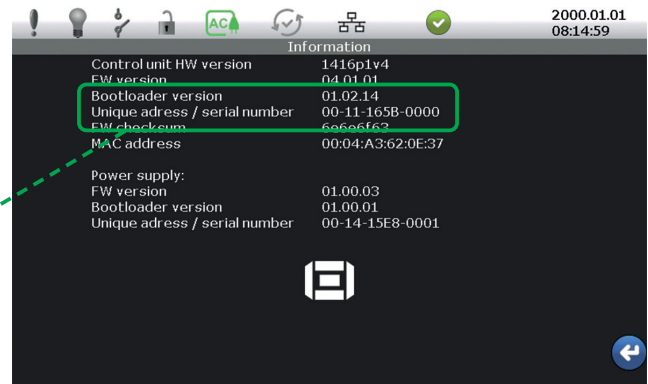 AC
2000.01.01
08:14:59
Information
Control unit HW version 1416p1v4
FW version 04.01.01
Bootloader version 01.02.14
Unique adress / serial number 00-11-165B-0000
FW checksum 6e6e6f63
MAC address 00:04:A3:62:0E:37
Power supply:
FW version 01.00.03
Bootloader version 01.00.01
Unique adress / serial number 00-14-15E8-0001